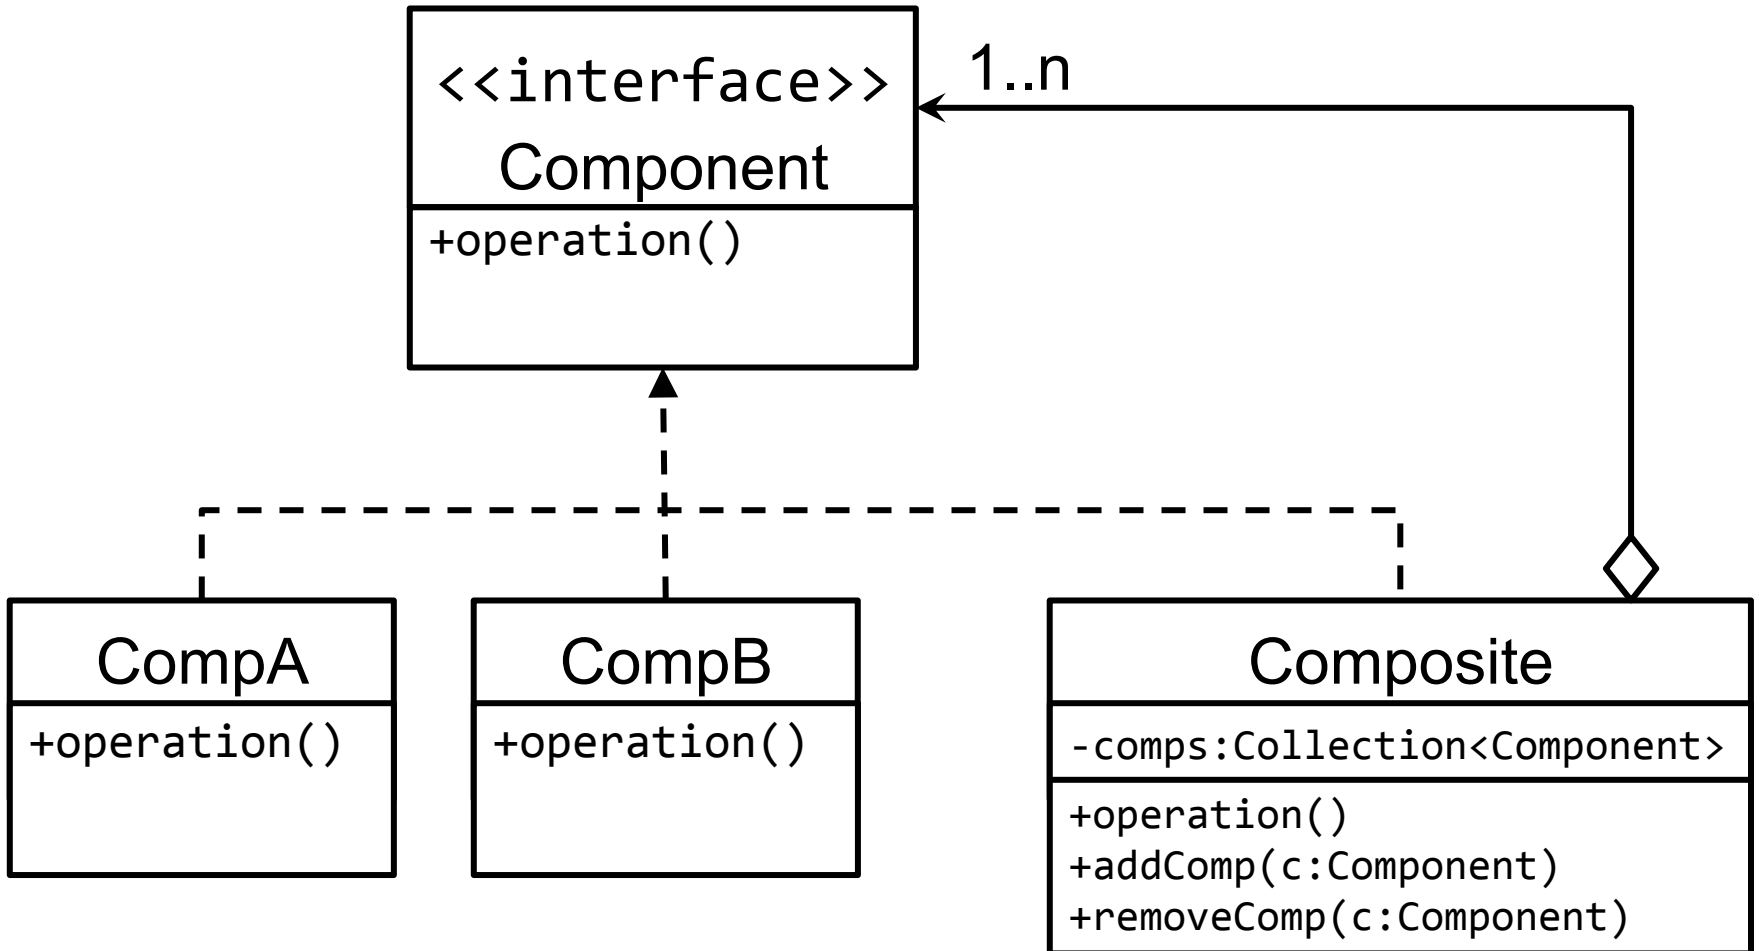 <<interface>>
Component
+operation()
1..n
CompA
+operation()
CompB
+operation()
Composite
-comps:Collection<Component>
+operation()
+addComp(c:Component)
+removeComp(c:Component)